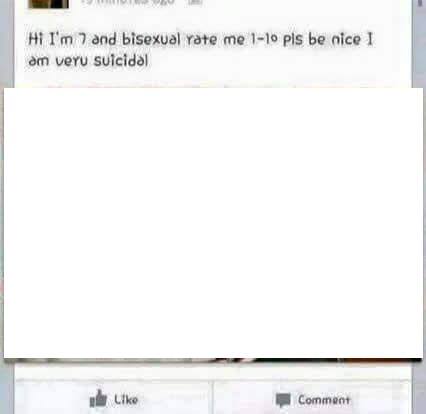 Hi I'm 7 and bisexual rate me 1-10 pls be nice I
am veru suicidal
Like
Comment